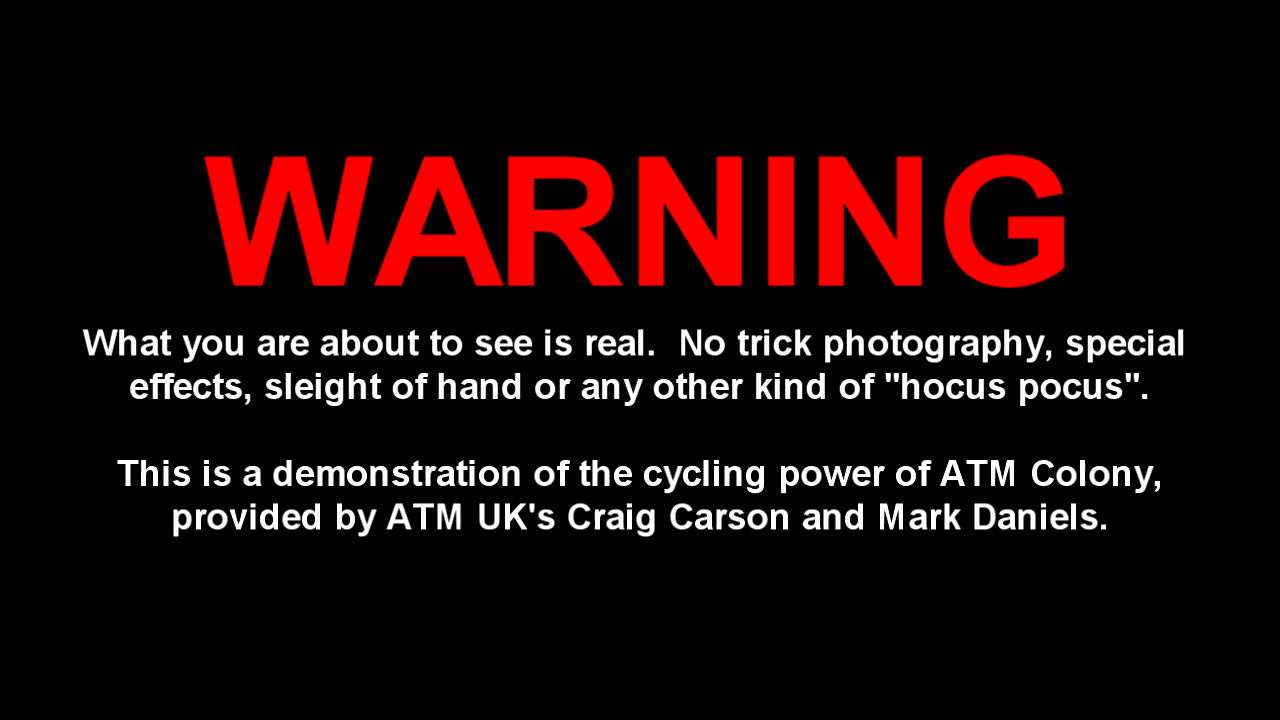 WARNING
What you are about to see is real.  No trick photography, special
effects, sleight of hand or any other kind of "hocus pocus".
This is a demonstration of the cycling power of ATM Colony,
provided by ATM UK's Craig Carson and Mark Daniels.